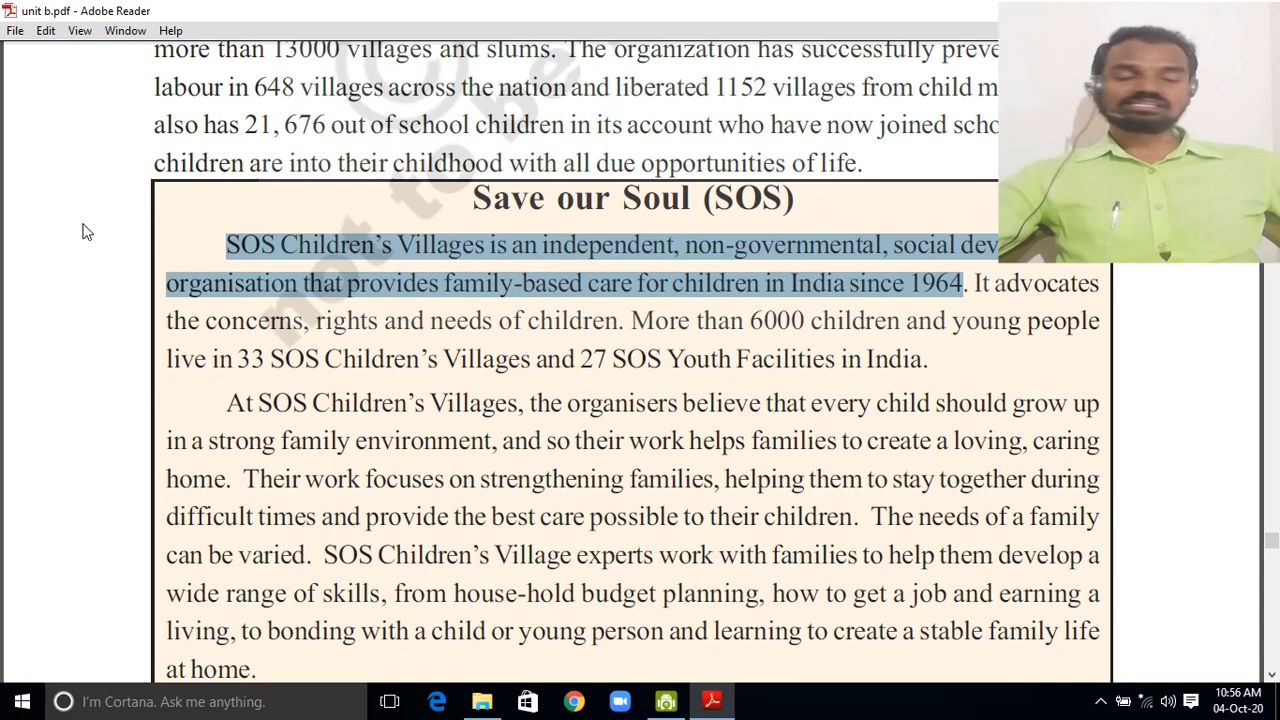 unit b.pdf - Adobe Reader
File Edit View Window Help
more than 13000 villages and slums. The organization has successfully
labour in 648 villages across the nation and liberated 1152 villages from child
also has 21, 676 out of school children in its account who have now joined
children are into their childhood with all due opportunities of life.
Save our Soul (SOS)
SOS Children's Villages is an independent, non-governmental, social
organisation that provides family-based care for children in India since 1964. It advocates
the concerns, rights and needs of children. More than 6000 children and young people
live in 33 SOS Children's Villages and 27 SOS Youth Facilities in India.
At SOS Children's Villages, the organisers believe that every child should grow up
in a strong family environment, and so their work helps families to create a loving, caring
home. Their work focuses on strengthening families, helping them to stay together during
difficult times and provide the best care possible to their children. The needs of a family
can be varied. SOS Children's Village experts work with families to help them develop a
wide range of skills, from house-hold budget planning, how to get a job and earning a
living, to bonding with a child or young person and learning to create a stable family life
at home.
not to be
I'm Cortana. Ask me anything.
10:56 AM
04-Oct-20